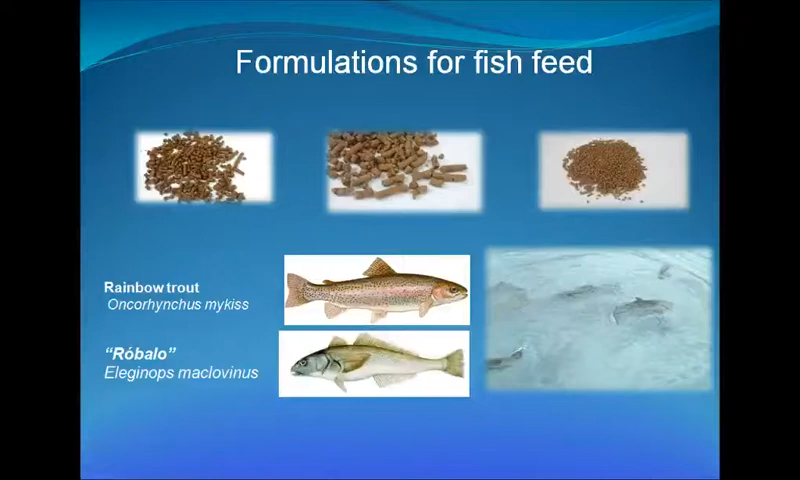 Formulations for fish feed
Rainbow trout
Oncorhynchus mykiss
“Róbalo”
Eleginops maclovinus